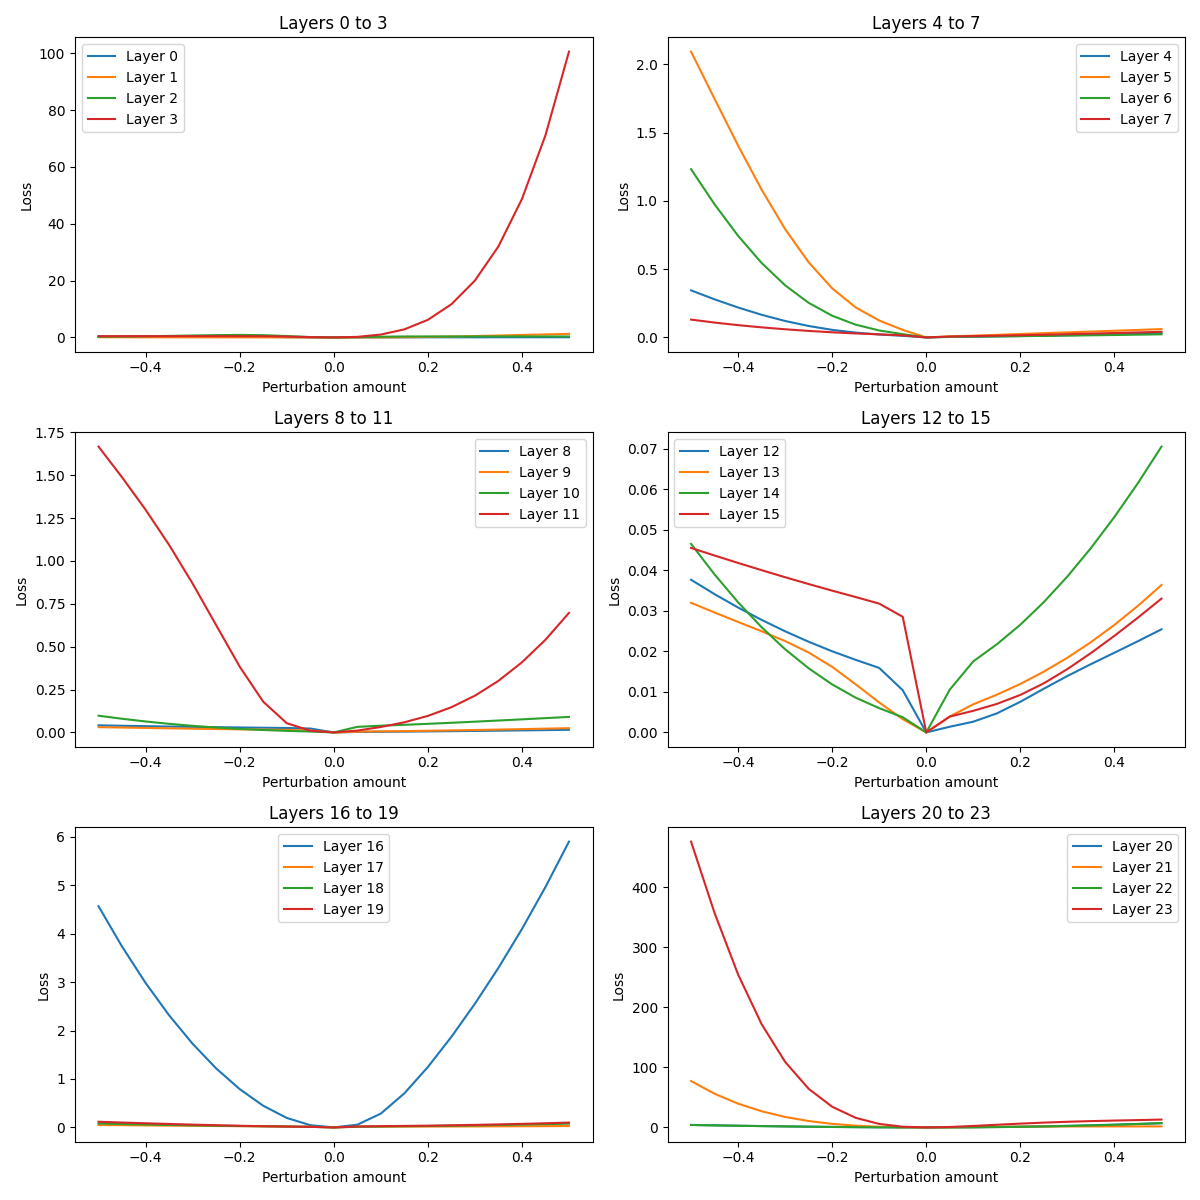 Layers 0 to 3
Layer 0
Layer 1
Layer 2
Layer 3
100
80
60
40
20
0
Loss
−0.4 −0.2 0.0 0.2 0.4
Perturbation amount
Layers 4 to 7
Layer 4
Layer 5
Layer 6
Layer 7
2.0
1.5
1.0
0.5
0.0
Loss
−0.4 −0.2 0.0 0.2 0.4
Perturbation amount
Layers 8 to 11
Layer 8
Layer 9
Layer 10
Layer 11
1.75
1.50
1.25
1.00
0.75
0.50
0.25
0.00
Loss
−0.4 −0.2 0.0 0.2 0.4
Perturbation amount
Layers 12 to 15
Layer 12
Layer 13
Layer 14
Layer 15
0.07
0.06
0.05
0.04
0.03
0.02
0.01
0.00
Loss
−0.4 −0.2 0.0 0.2 0.4
Perturbation amount
Layers 16 to 19
Layer 16
Layer 17
Layer 18
Layer 19
6
5
4
3
2
1
0
Loss
−0.4 −0.2 0.0 0.2 0.4
Perturbation amount
Layers 20 to 23
Layer 20
Layer 21
Layer 22
Layer 23
400
300
200
100
0
Loss
−0.4 −0.2 0.0 0.2 0.4
Perturbation amount